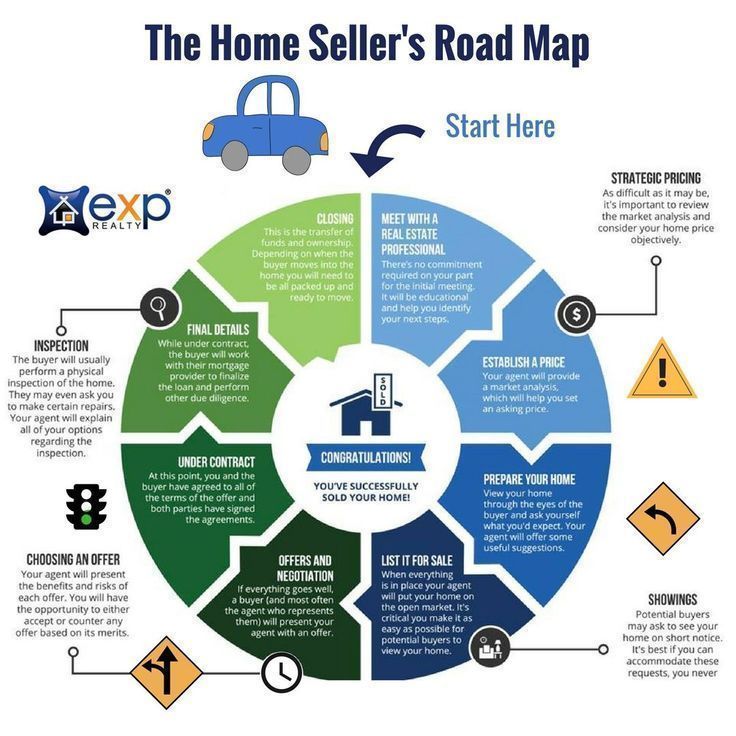 The Home Seller's Road Map
Start Here
exp®
REALTY
MEET WITH A
REAL ESTATE
PROFESSIONAL
There's no commitment
required on your part
for the initial meeting.
It will be educational
and help you identify
your next steps.
STRATEGIC PRICING
As difficult as it may be,
it's important to review
the market analysis and
consider your home price
objectively.
$
ESTABLISH A PRICE
Your agent will provide
a market analysis,
which will help you set
an asking price.
!
PREPARE YOUR HOME
View your home
through the eyes of the
buyer and ask yourself
what you'd expect. Your
agent will offer some
useful suggestions.
LIST IT FOR SALE
When everything
is in place your agent
will put your home on
the open market. It's
critical you make it as
easy as possible for
potential buyers to
view your home.
SHOWINGS
Potential buyers
may ask to see your
home on short notice.
It's best if you can
accommodate these
requests, you never
OFFERS AND
NEGOTIATION
If everything goes well,
a buyer (and most often
the agent who represents
them) will present your
agent with an offer.
CHOOSING AN OFFER
Your agent will present
the benefits and risks of
each offer. You will have
the opportunity to either
accept or counter any
offer based on its merits.
UNDER CONTRACT
At this point, you and the
buyer have agreed to all of
the terms of the offer and
both parties have signed
the agreements.
INSPECTION
The buyer will usually
perform a physical
inspection of the home.
They may even ask you
to make certain repairs.
Your agent will explain
all of your options
regarding the
inspection.
FINAL DETAILS
While under contract,
the buyer will work
with their mortgage
provider to finalize
the loan and perform
other due diligence.
CLOSING
This is the transfer of
funds and ownership.
Depending on when the
buyer moves into the
home you will need to
be all packed up and
ready to move.
SOLD
CONGRATULATIONS!
YOU'VE SUCCESSFULLY
SOLD YOUR HOME!